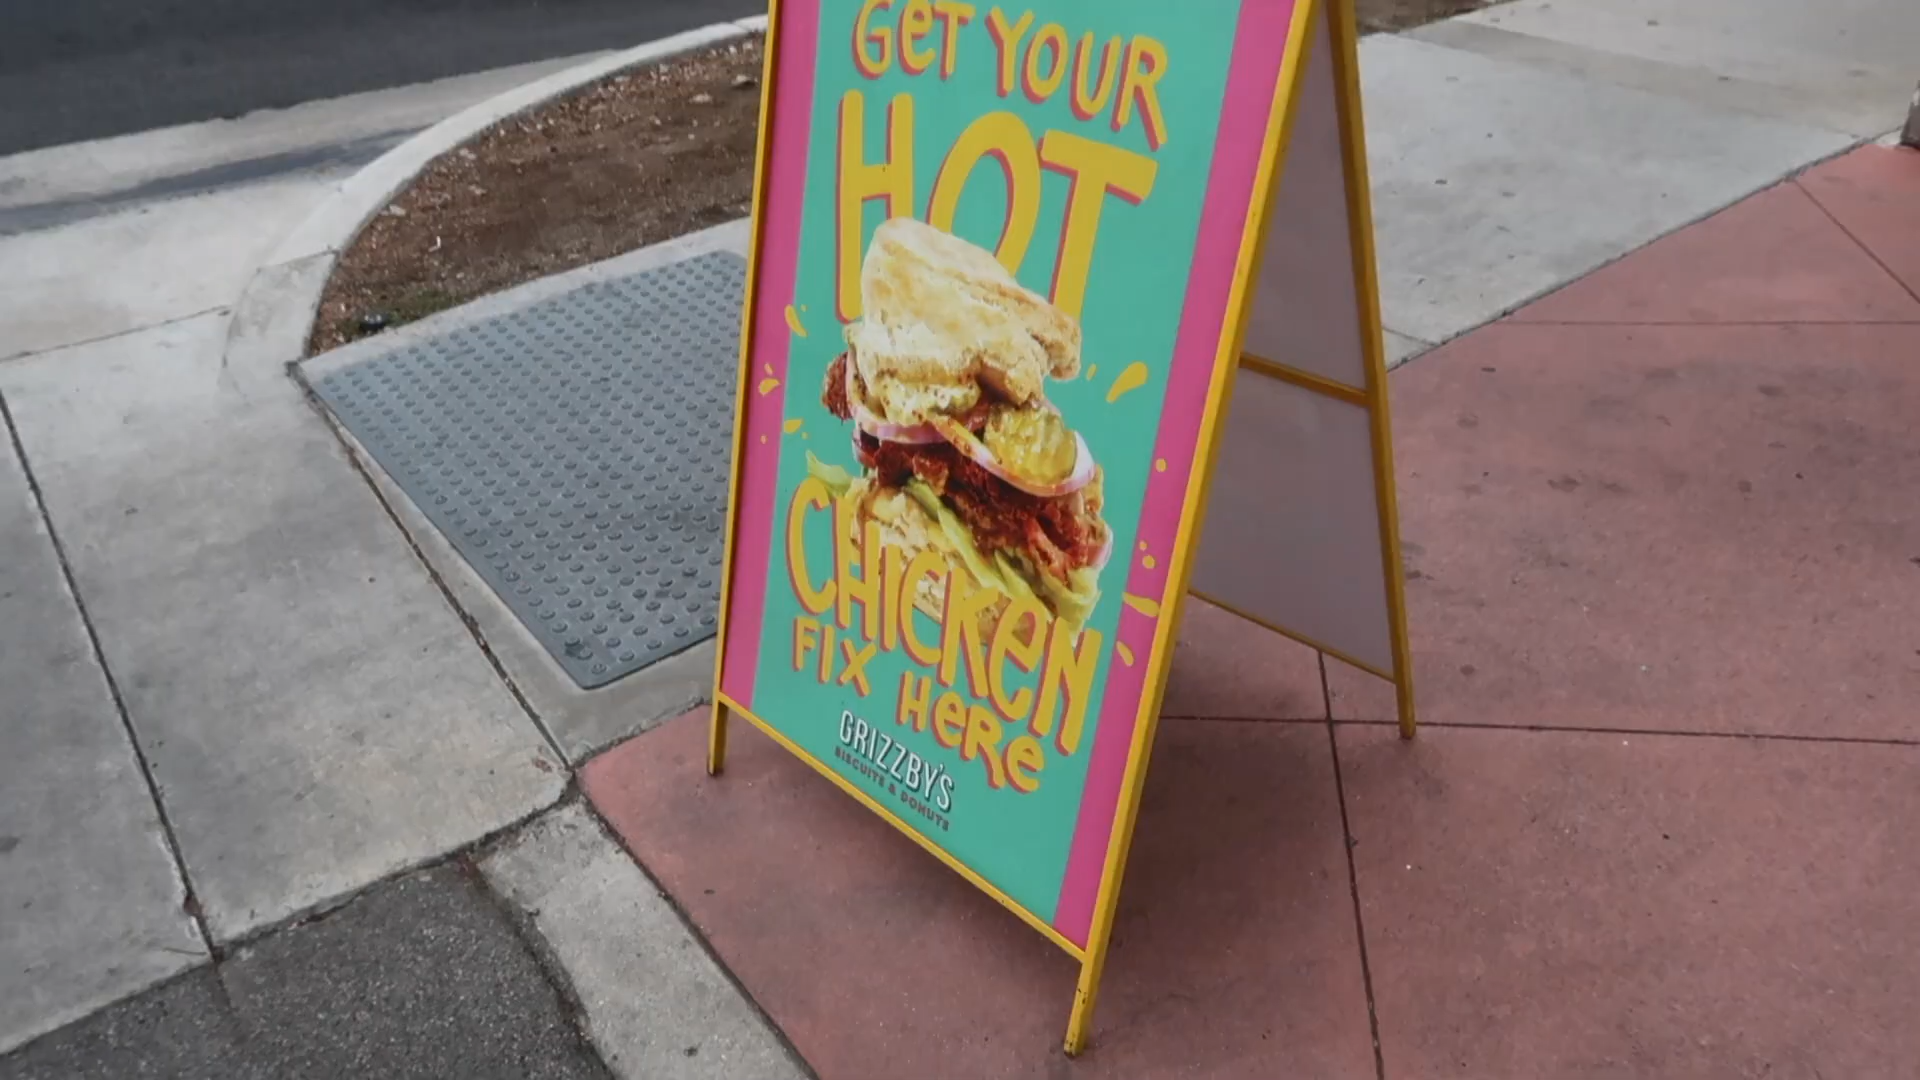 GeT YOUR
HOT
CHICKeN
FIX HeRe
GRIZZBY'S
BISCUITS & DONUTS